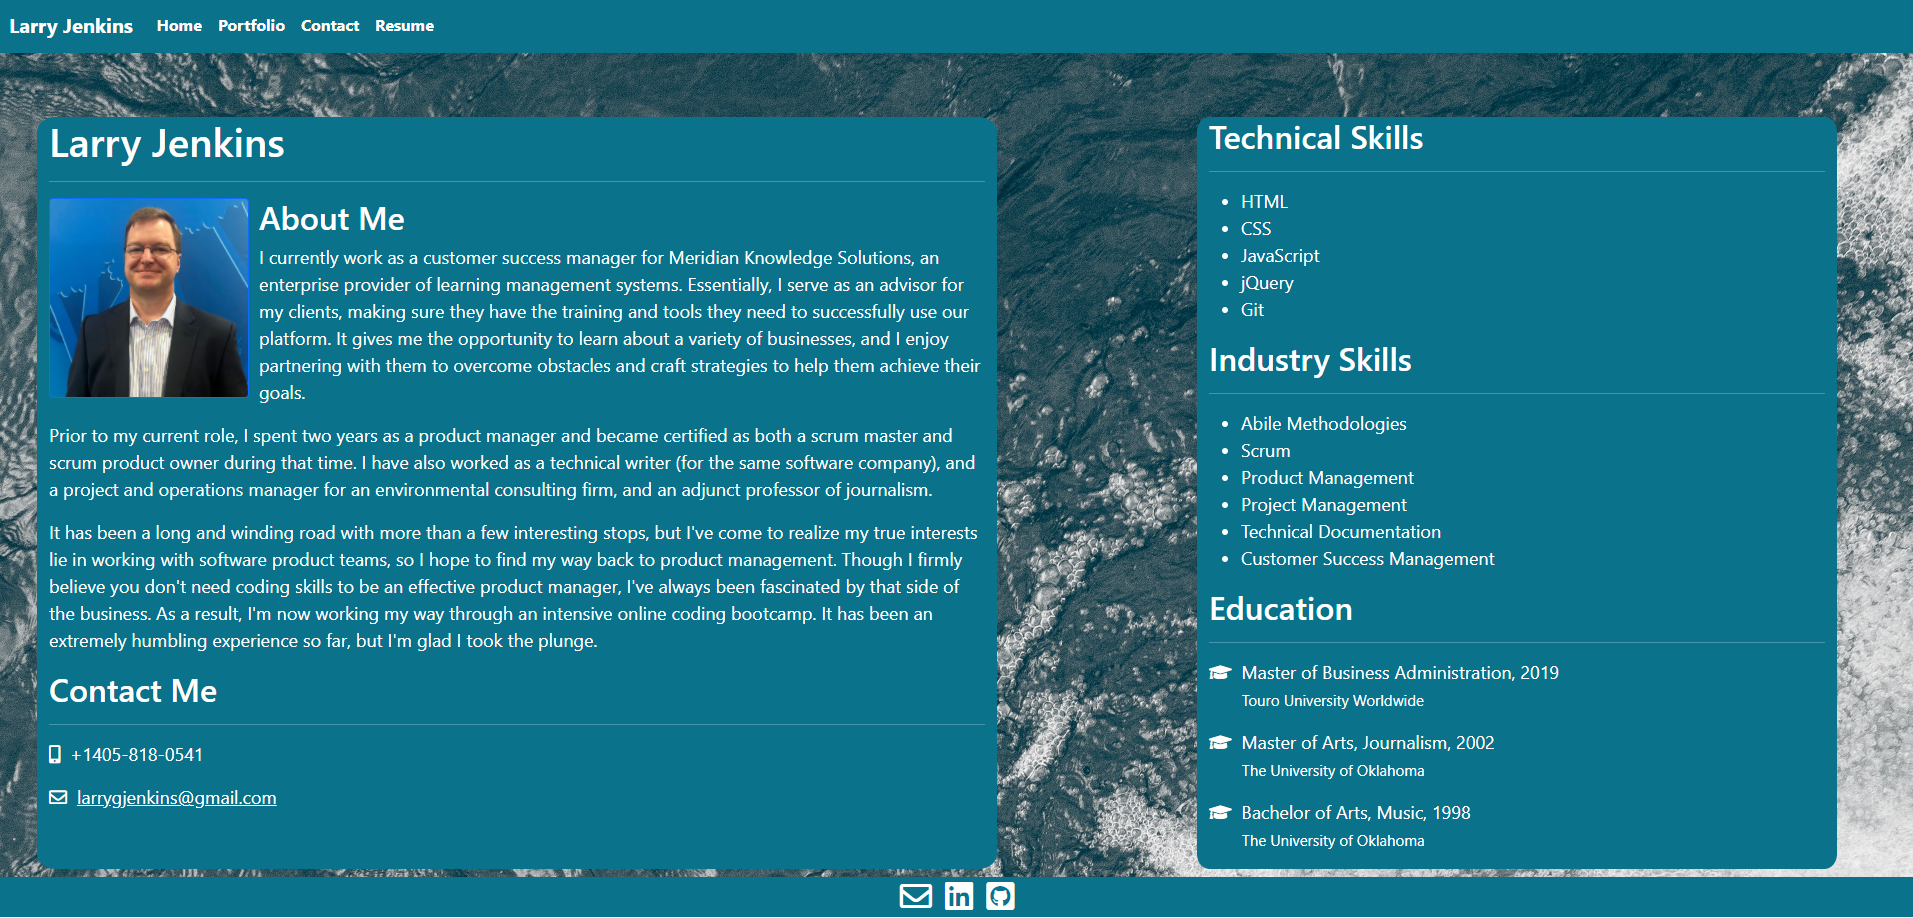 Larry Jenkins Home Portfolio Contact Resume
Larry Jenkins
About Me
I currently work as a customer success manager for Meridian Knowledge Solutions, an
enterprise provider of learning management systems. Essentially, I serve as an advisor for
my clients, making sure they have the training and tools they need to successfully use our
platform. It gives me the opportunity to learn about a variety of businesses, and I enjoy
partnering with them to overcome obstacles and craft strategies to help them achieve their
goals.
Prior to my current role, I spent two years as a product manager and became certified as both a scrum master and
scrum product owner during that time. I have also worked as a technical writer (for the same software company), and
a project and operations manager for an environmental consulting firm, and an adjunct professor of journalism.
It has been a long and winding road with more than a few interesting stops, but I've come to realize my true interests
lie in working with software product teams, so I hope to find my way back to product management. Though I firmly
believe you don't need coding skills to be an effective product manager, I've always been fascinated by that side of
the business. As a result, I'm now working my way through an intensive online coding bootcamp. It has been an
extremely humbling experience so far, but I'm glad I took the plunge.
Contact Me
+1405-818-0541
larrygjenkins@gmail.com
Technical Skills
• HTML
• CSS
• JavaScript
• jQuery
• Git
Industry Skills
• Abile Methodologies
• Scrum
• Product Management
• Project Management
• Technical Documentation
• Customer Success Management
Education
Master of Business Administration, 2019
Touro University Worldwide
Master of Arts, Journalism, 2002
The University of Oklahoma
Bachelor of Arts, Music, 1998
The University of Oklahoma
in